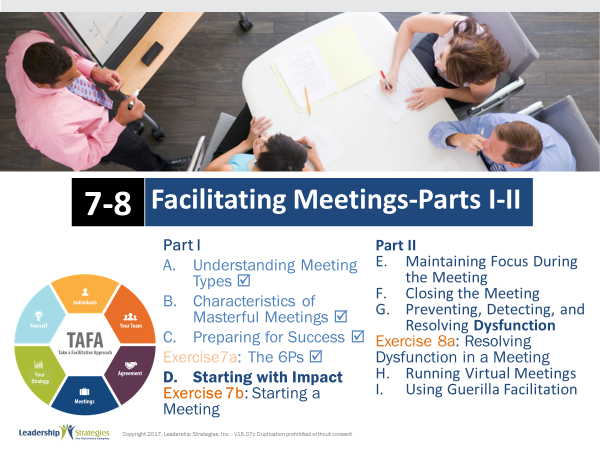 7-8
Facilitating Meetings-Parts I-II
Part I
A. Understanding Meeting
Types ☑
B. Characteristics of
Masterful Meetings ☑
C. Preparing for Success ☑
Exercise7a: The 6Ps ☑
D. Starting with Impact
Exercise 7b: Starting a
Meeting
Part II
E. Maintaining Focus During
the Meeting
F. Closing the Meeting
G. Preventing, Detecting, and
Resolving Dysfunction
Exercise 8a: Resolving
Dysfunction in a Meeting
H. Running Virtual Meetings
I. Using Guerilla Facilitation
Individuals
Yourself
Your Team
TAFA
Take a Facilitative Approach
Your
Strategy
Agreement
Meetings
Leadership Strategies
The Facilitation Company
Copyright 2017, Leadership Strategies, Inc. - V15.07c Duplication prohibited without consent